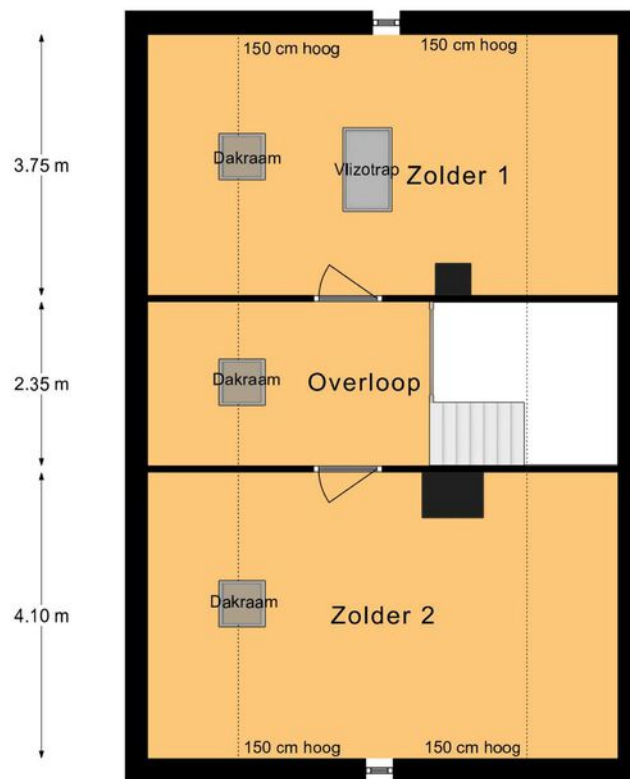 150 cm hoog
150 cm hoog
3.75 m
Dakraam
Vlizotrap
Zolder 1
2.35 m
Dakraam
Overloop
4.10 m
Dakraam
Zolder 2
150 cm hoog
150 cm hoog